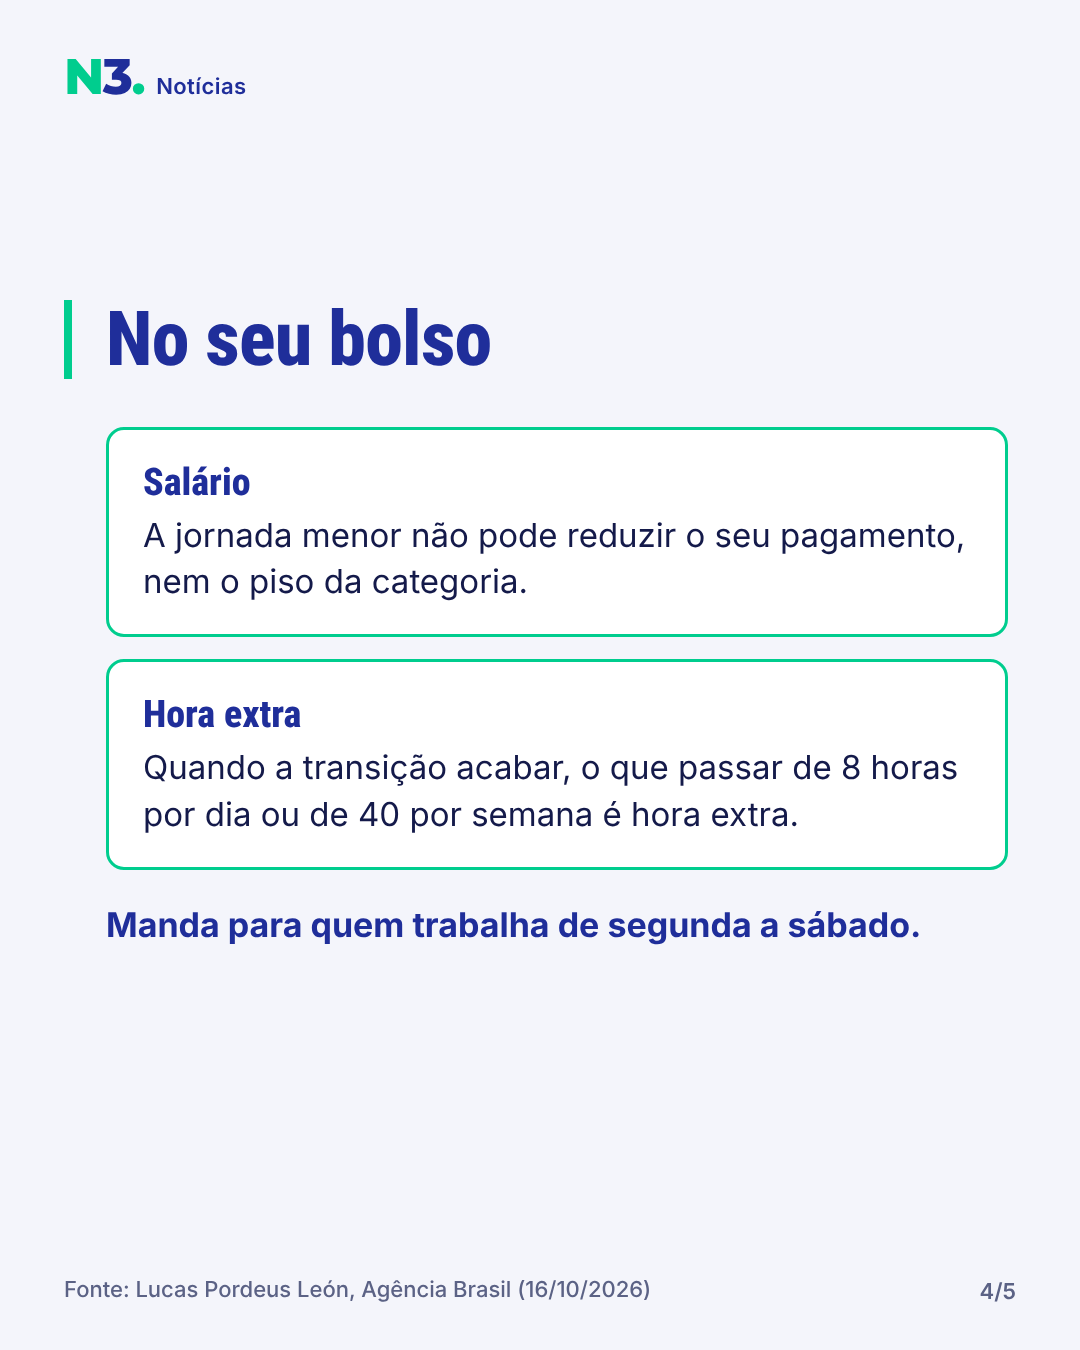 N3. Notícias
No seu bolso
Salário
A jornada menor não pode reduzir o seu pagamento,
nem o piso da categoria.
Hora extra
Quando a transição acabar, o que passar de 8 horas
por dia ou de 40 por semana é hora extra.
Manda para quem trabalha de segunda a sábado.
Fonte: Lucas Pordeus León, Agência Brasil (16/10/2026)
4/5